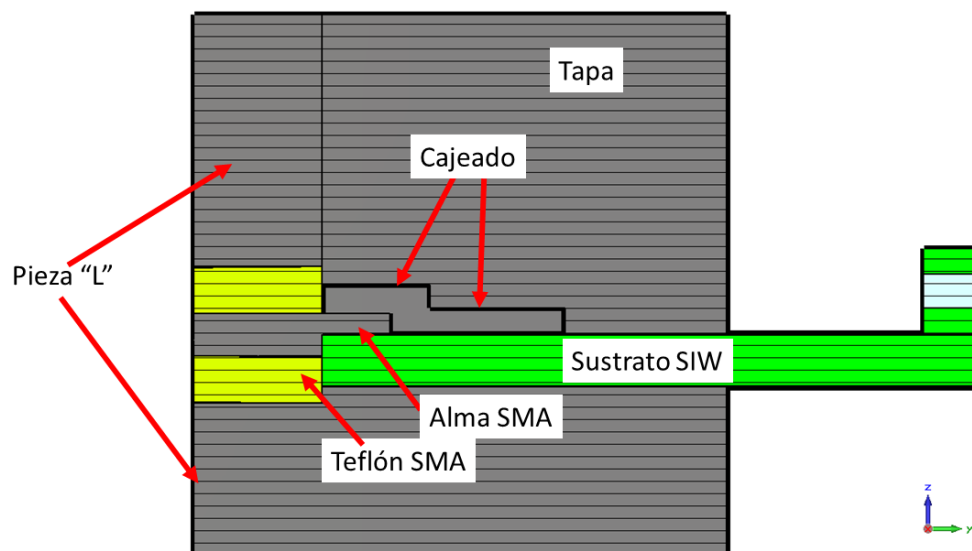 Tapa
Cajeado
Pieza “L”
Sustrato SIW
Alma SMA
Teflón SMA
z
y